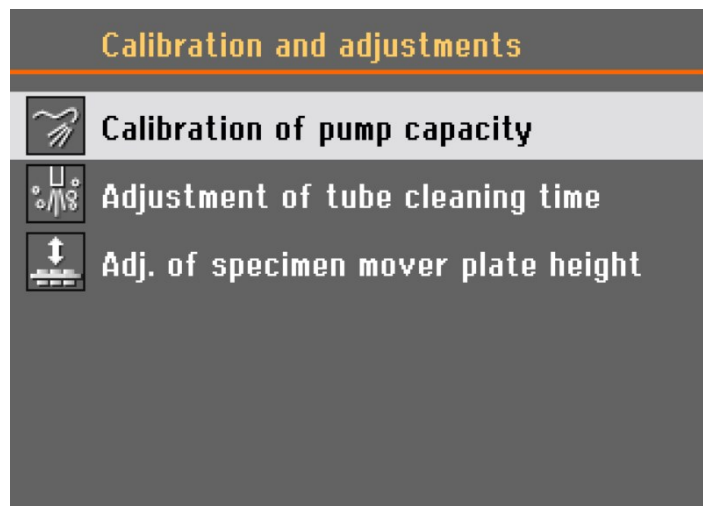 Calibration and adjustments
Calibration of pump capacity
Adjustment of tube cleaning time
Adj. of specimen mover plate height